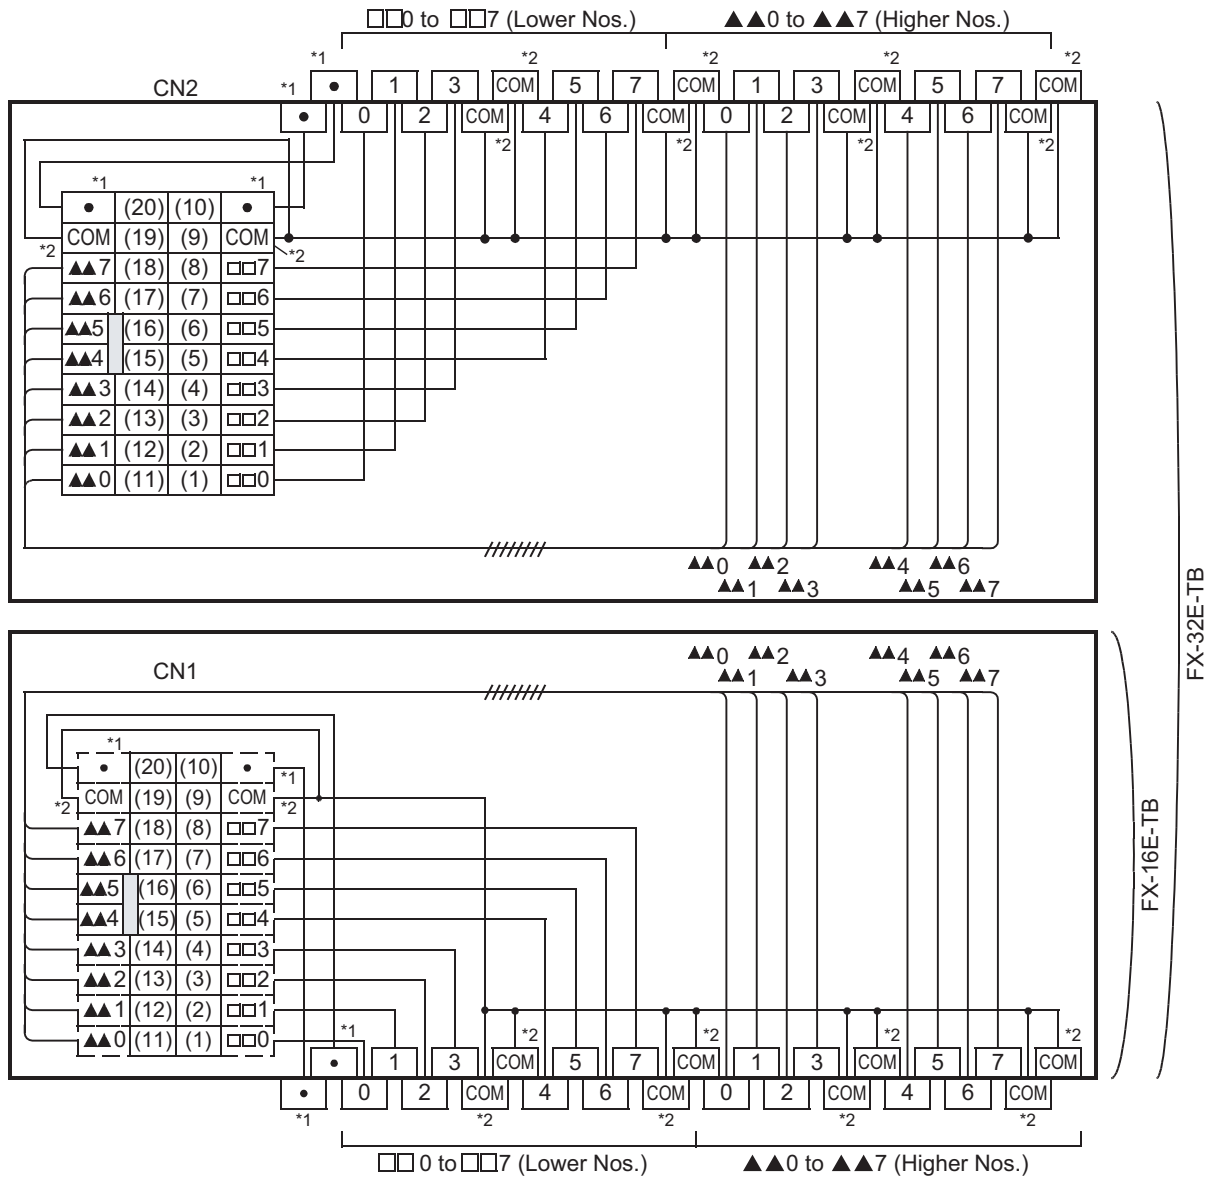 □□0 to □□7 (Lower Nos.) ▲▲0 to ▲▲7 (Higher Nos.)
*1 *2 *2 *2 *2
CN2 *1 • 1 3 COM 5 7 COM 1 3 COM 5 7 COM
• 0 2 COM 4 6 COM 0 2 COM 4 6 COM
*2 *2 *2 *2
*1 *1
• (20) (10) •
COM (19) (9) COM
*2 *2
▲▲7 (18) (8) □□7
▲▲6 (17) (7) □□6
▲▲5 (16) (6) □□5
▲▲4 (15) (5) □□4
▲▲3 (14) (4) □□3
▲▲2 (13) (3) □□2
▲▲1 (12) (2) □□1
▲▲0 (11) (1) □□0
▲▲0 ▲▲2 ▲▲4 ▲▲6
▲▲1 ▲▲3 ▲▲5 ▲▲7
FX-32E-TB
▲▲0 ▲▲2 ▲▲4 ▲▲6
CN1 ▲▲1 ▲▲3 ▲▲5 ▲▲7
*1
• (20) (10) • *1
COM (19) (9) COM
*2 *2
▲▲7 (18) (8) □□7
▲▲6 (17) (7) □□6
▲▲5 (16) (6) □□5
▲▲4 (15) (5) □□4
▲▲3 (14) (4) □□3
▲▲2 (13) (3) □□2
▲▲1 (12) (2) □□1
▲▲0 (11) (1) □□0
FX-16E-TB
*1 *2 *2 *2 *2
• 1 3 COM 5 7 COM 1 3 COM 5 7 COM
• 0 2 COM 4 6 COM 0 2 COM 4 6 COM
*1 *2 *2 *2 *2
□□0 to □□7 (Lower Nos.) ▲▲0 to ▲▲7 (Higher Nos.)